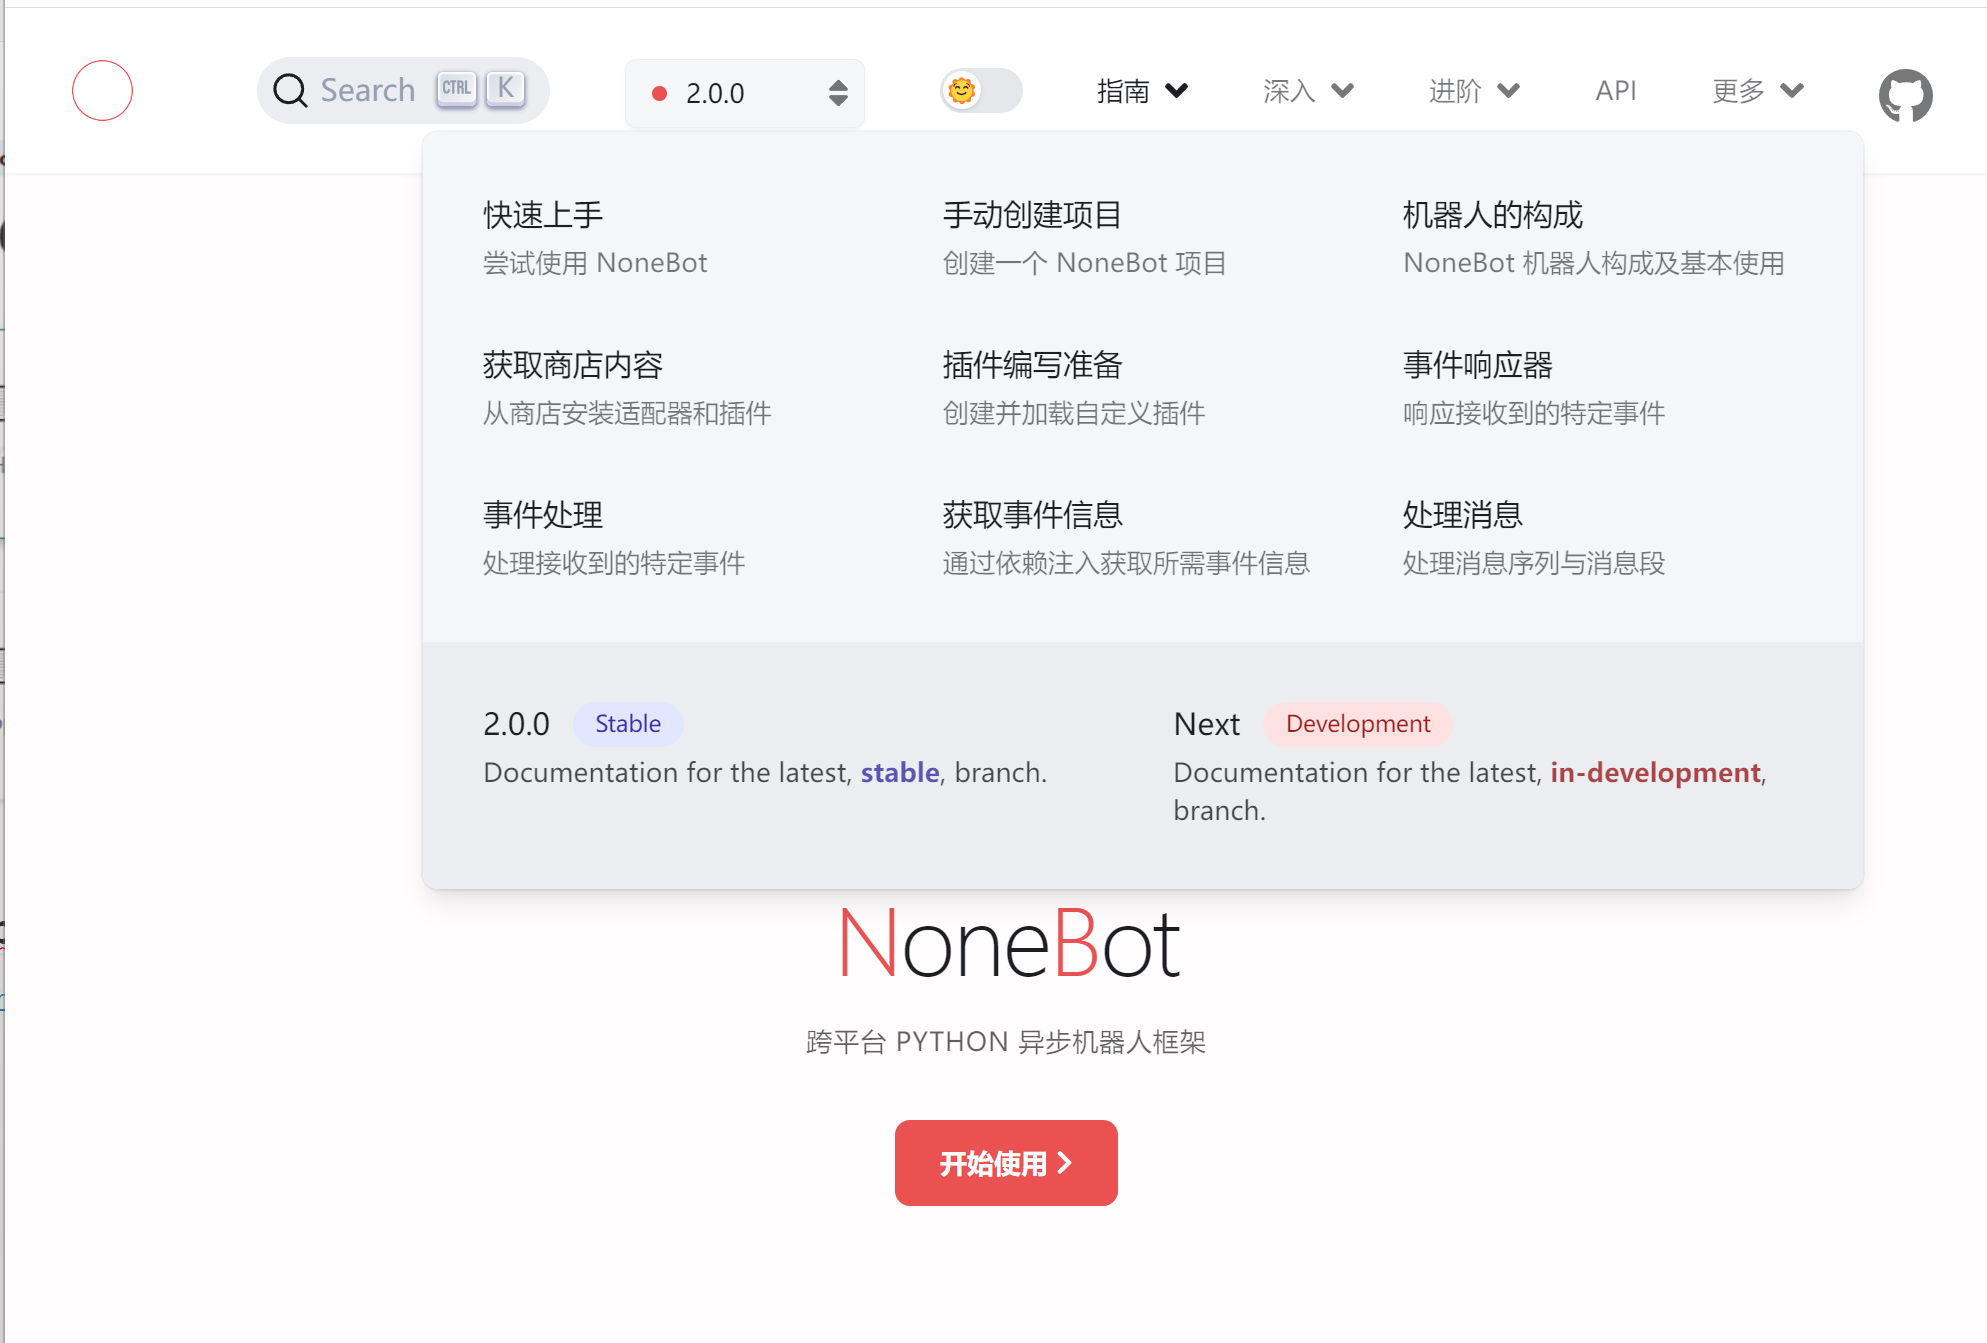 Search CTRL K 2.0.0 指南 深入 进阶 API 更多
快速上手 手动创建项目 机器人的构成
尝试使用 NoneBot 创建一个 NoneBot 项目 NoneBot 机器人构成及基本使用
获取商店内容 插件编写准备 事件响应器
从商店安装适配器和插件 创建并加载自定义插件 响应接收到的特定事件
事件处理 获取事件信息 处理消息
处理接收到的特定事件 通过依赖注入获取所需事件信息 处理消息序列与消息段
2.0.0 Stable Next Development
Documentation for the latest, stable, branch. Documentation for the latest, in-development,
branch.
NoneBot
跨平台 PYTHON 异步机器人框架
开始使用